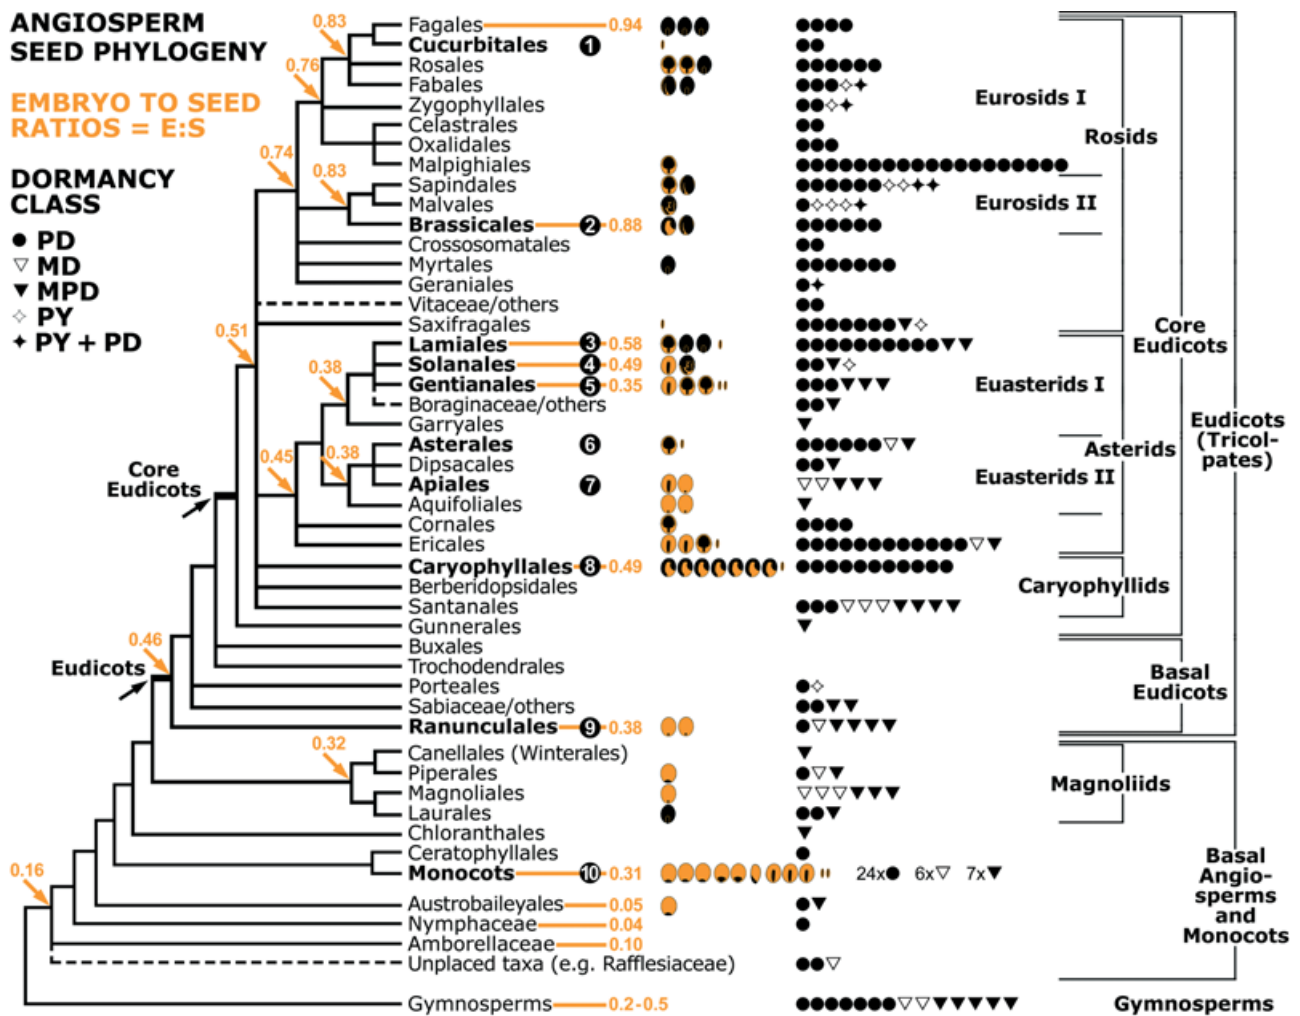 ANGIOSPERM
SEED PHYLOGENY
EMBRYO TO SEED
RATIOS = E:S
DORMANCY
CLASS
PD
MD
MPD
PY
PY + PD
0.83
0.76
0.74
0.83
0.51
0.38
0.38
0.45
Core
Eudicots
0.46
Eudicots
0.32
0.16
Fagales 0.94
Cucurbitales 1
Rosales
Fabales
Zygophyllales
Celastrales
Oxalidales
Malpighiales
Sapindales
Malvales
Brassicales 2 0.88
Crossosomatales
Myrtales
Geraniales
Vitaceae/others
Saxifragales
Lamiales 3 0.58
Solanales 4 0.49
Gentianales 5 0.35
Boraginaceae/others
Garryales
Asterales 6
Dipsacales
Apiales 7
Aquifoliales
Cornales
Ericales
Caryophyllales 8 0.49
Berberidopsidales
Santanales
Gunnerales
Buxales
Trochodendrales
Porteales
Sabiaceae/others
Ranunculales 9 0.38
Canellales (Winterales)
Piperales
Magnoliales
Laurales
Chloranthales
Ceratophyllales
Monocots 10 0.31 24x 6x 7x
Austrobaileyales 0.05
Nymphaceae 0.04
Amborellaceae 0.10
Unplaced taxa (e.g. Rafflesiaceae)
Gymnosperms 0.2-0.5
Eurosids I
Rosids
Eurosids II
Core
Eudicots
Euasterids I
Eudicots
(Tricol-
pates)
Asterids
Euasterids II
Caryophyllids
Basal
Eudicots
Magnoliids
Basal
Angio-
sperms
and
Monocots
Gymnosperms